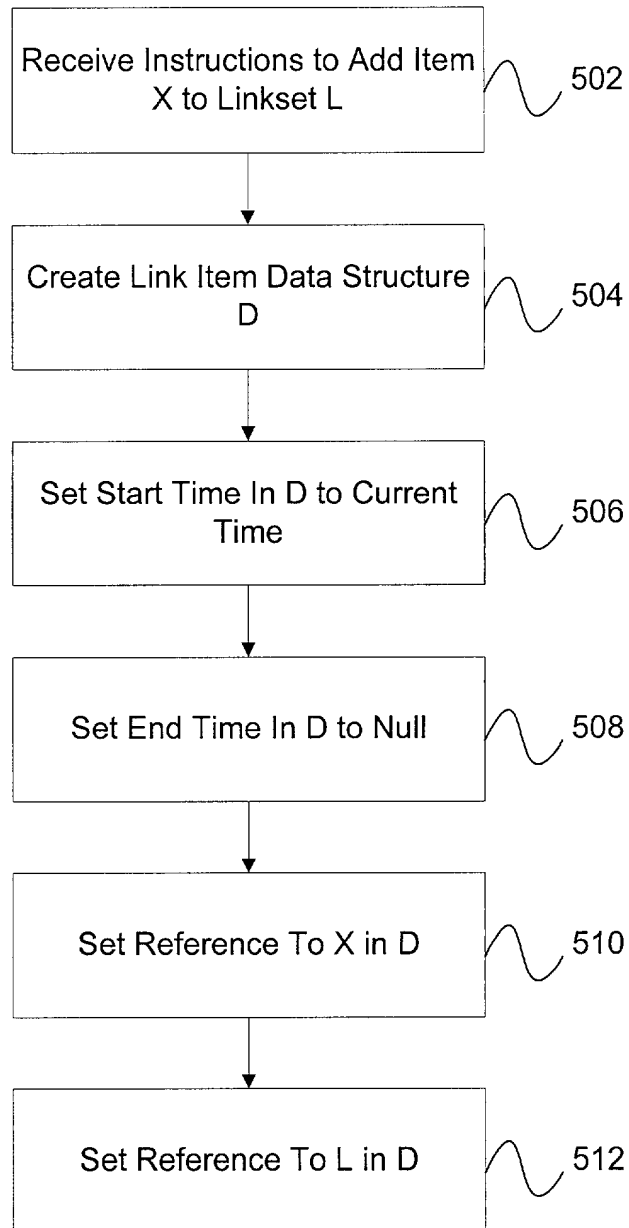 Receive Instructions to Add Item
X to Linkset L
502
Create Link Item Data Structure
D
504
Set Start Time In D to Current
Time
506
Set End Time In D to Null
508
Set Reference To X in D
510
Set Reference To L in D
512